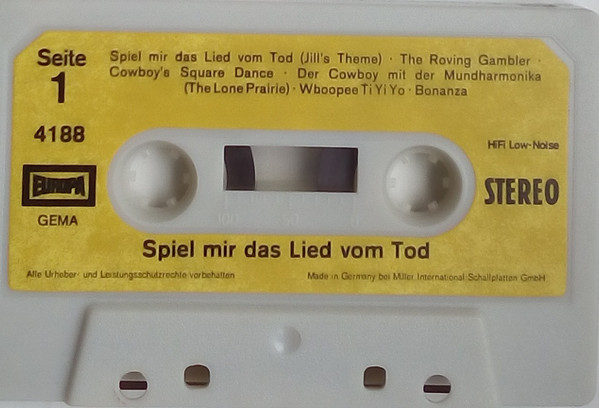 Seite
1
Spiel mir das Lied vom Tod (Jill's Theme) · The Roving Gambler ·
Cowboy's Square Dance · Der Cowboy mit der Mundharmonika
(The Lone Prairie) · Wboopee Ti Yi Yo · Bonanza
4188
EUROPA
GEMA
HiFi Low-Noise
STEREO
100 50 0
Spiel mir das Lied vom Tod
Alle Urheber- und Leistungsschutzrechte vorbehalten
Made in Germany bei Miller International Schallplatten GmbH